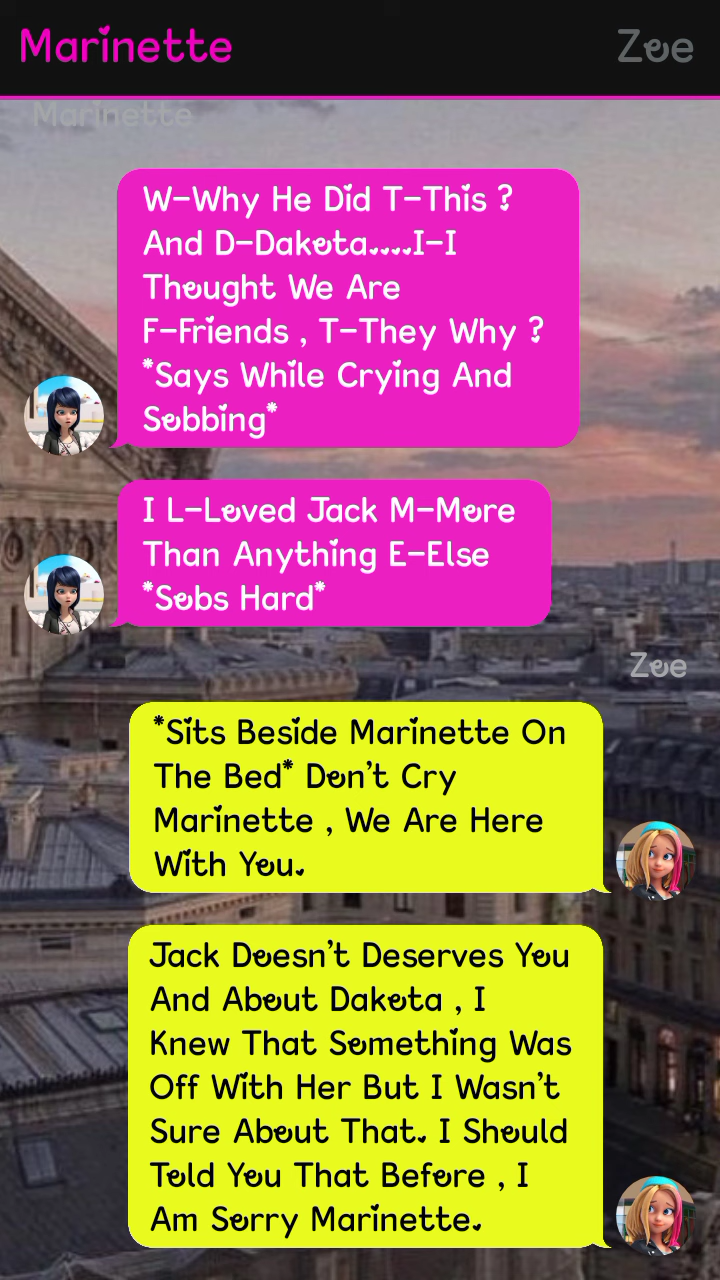 Marinette
Zoe
Marinette
W-Why He Did T-This ?
And D-Dakota....I-I
Thought We Are
F-Friends , T-They Why ?
*Says While Crying And
Sobbing*
I L-Loved Jack M-More
Than Anything E-Else
*Sobs Hard*
Zoe
*Sits Beside Marinette On
The Bed* Don't Cry
Marinette , We Are Here
With You.
Jack Doesn't Deserves You
And About Dakota , I
Knew That Something Was
Off With Her But I Wasn't
Sure About That. I Should
Told You That Before , I
Am Sorry Marinette.